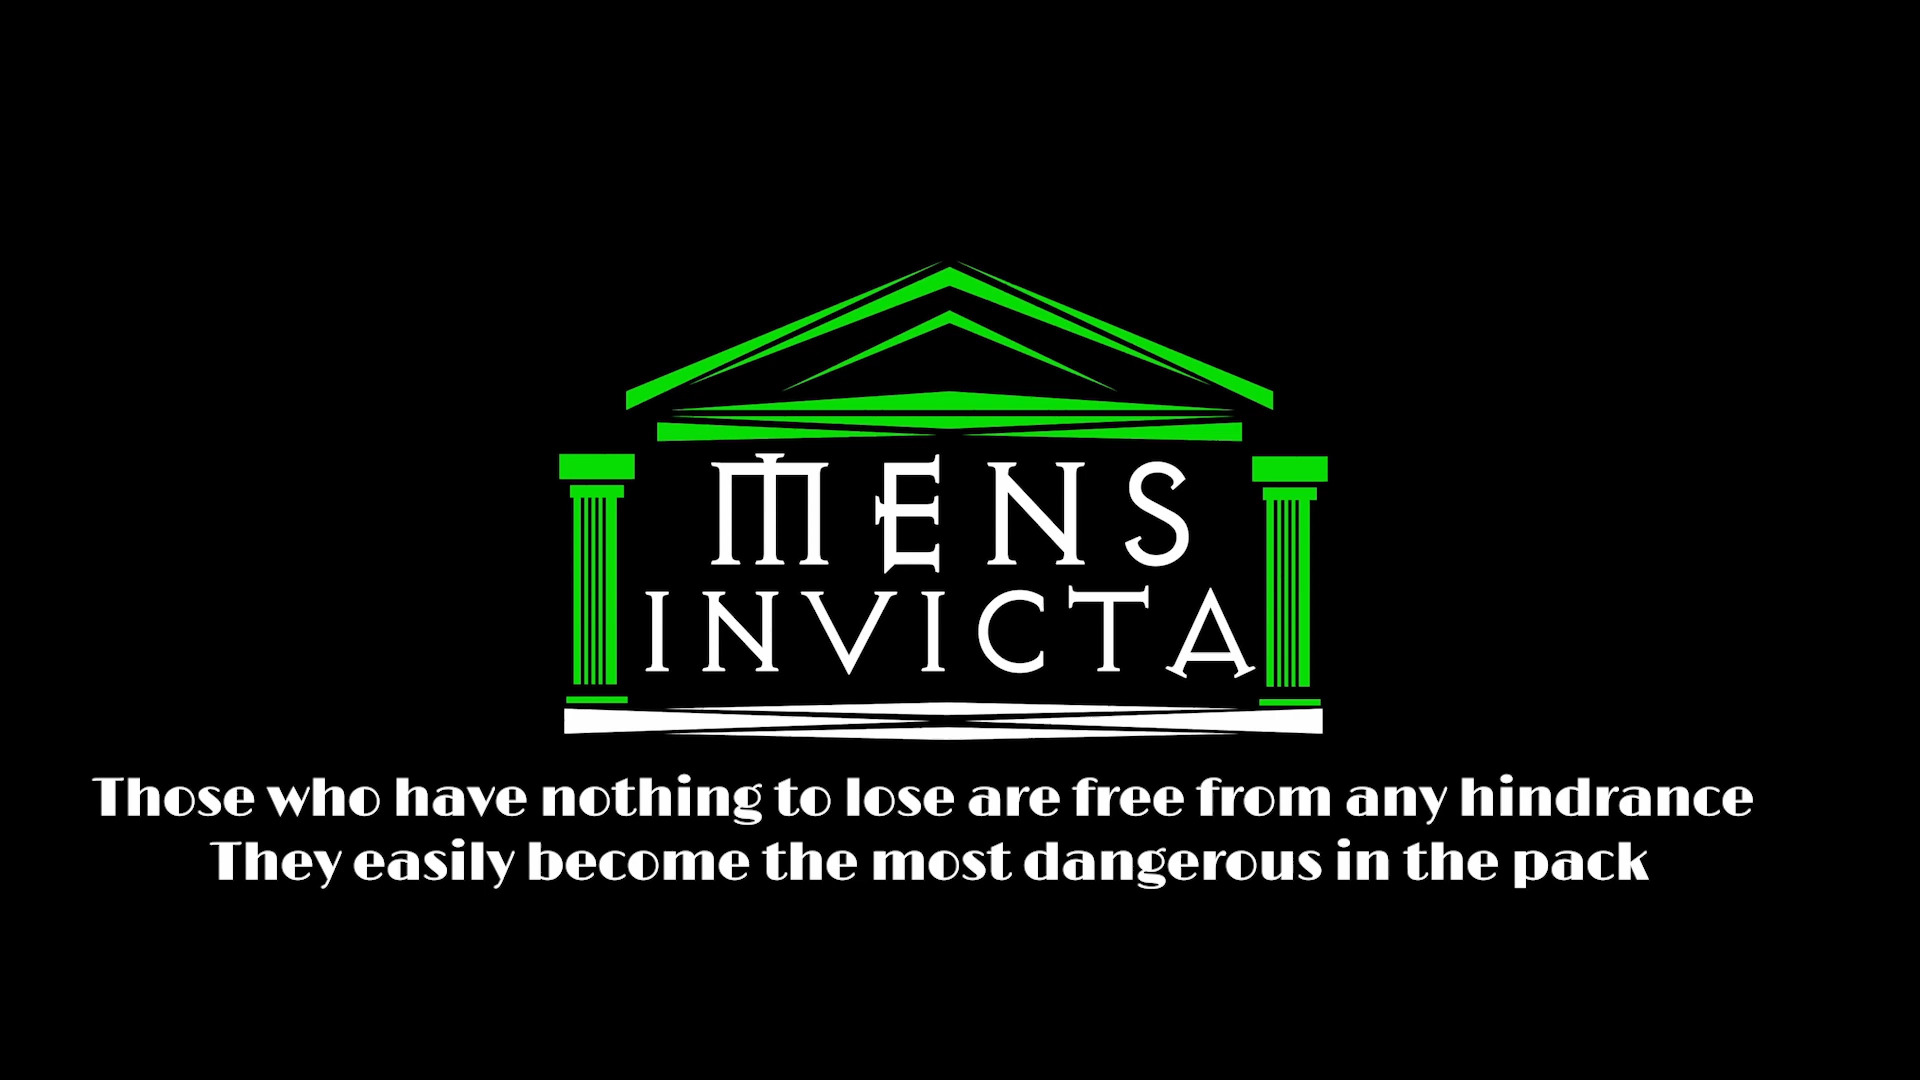 MENS
INVICTA
Those who have nothing to lose are free from any hindrance
They easily become the most dangerous in the pack